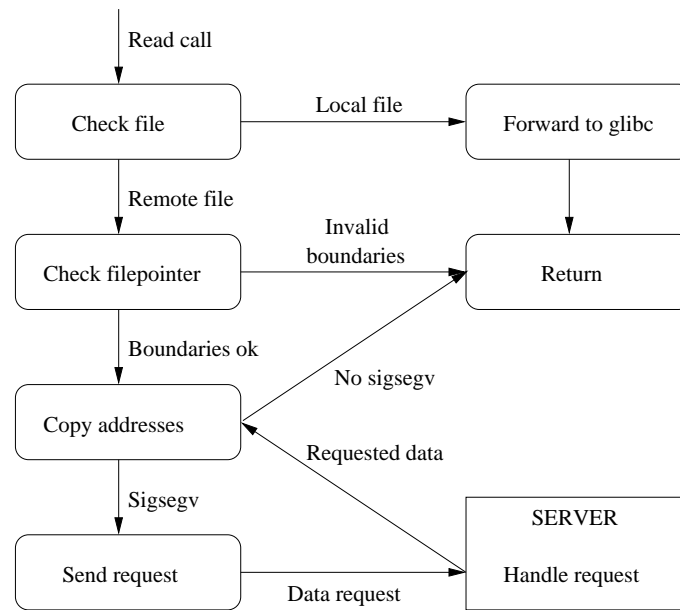 Read call
Check file
Local file
Forward to glibc
Remote file
Invalid
boundaries
Check filepointer
Return
Boundaries ok
No sigsegv
Copy addresses
Requested data
Sigsegv
SERVER
Send request
Data request
Handle request